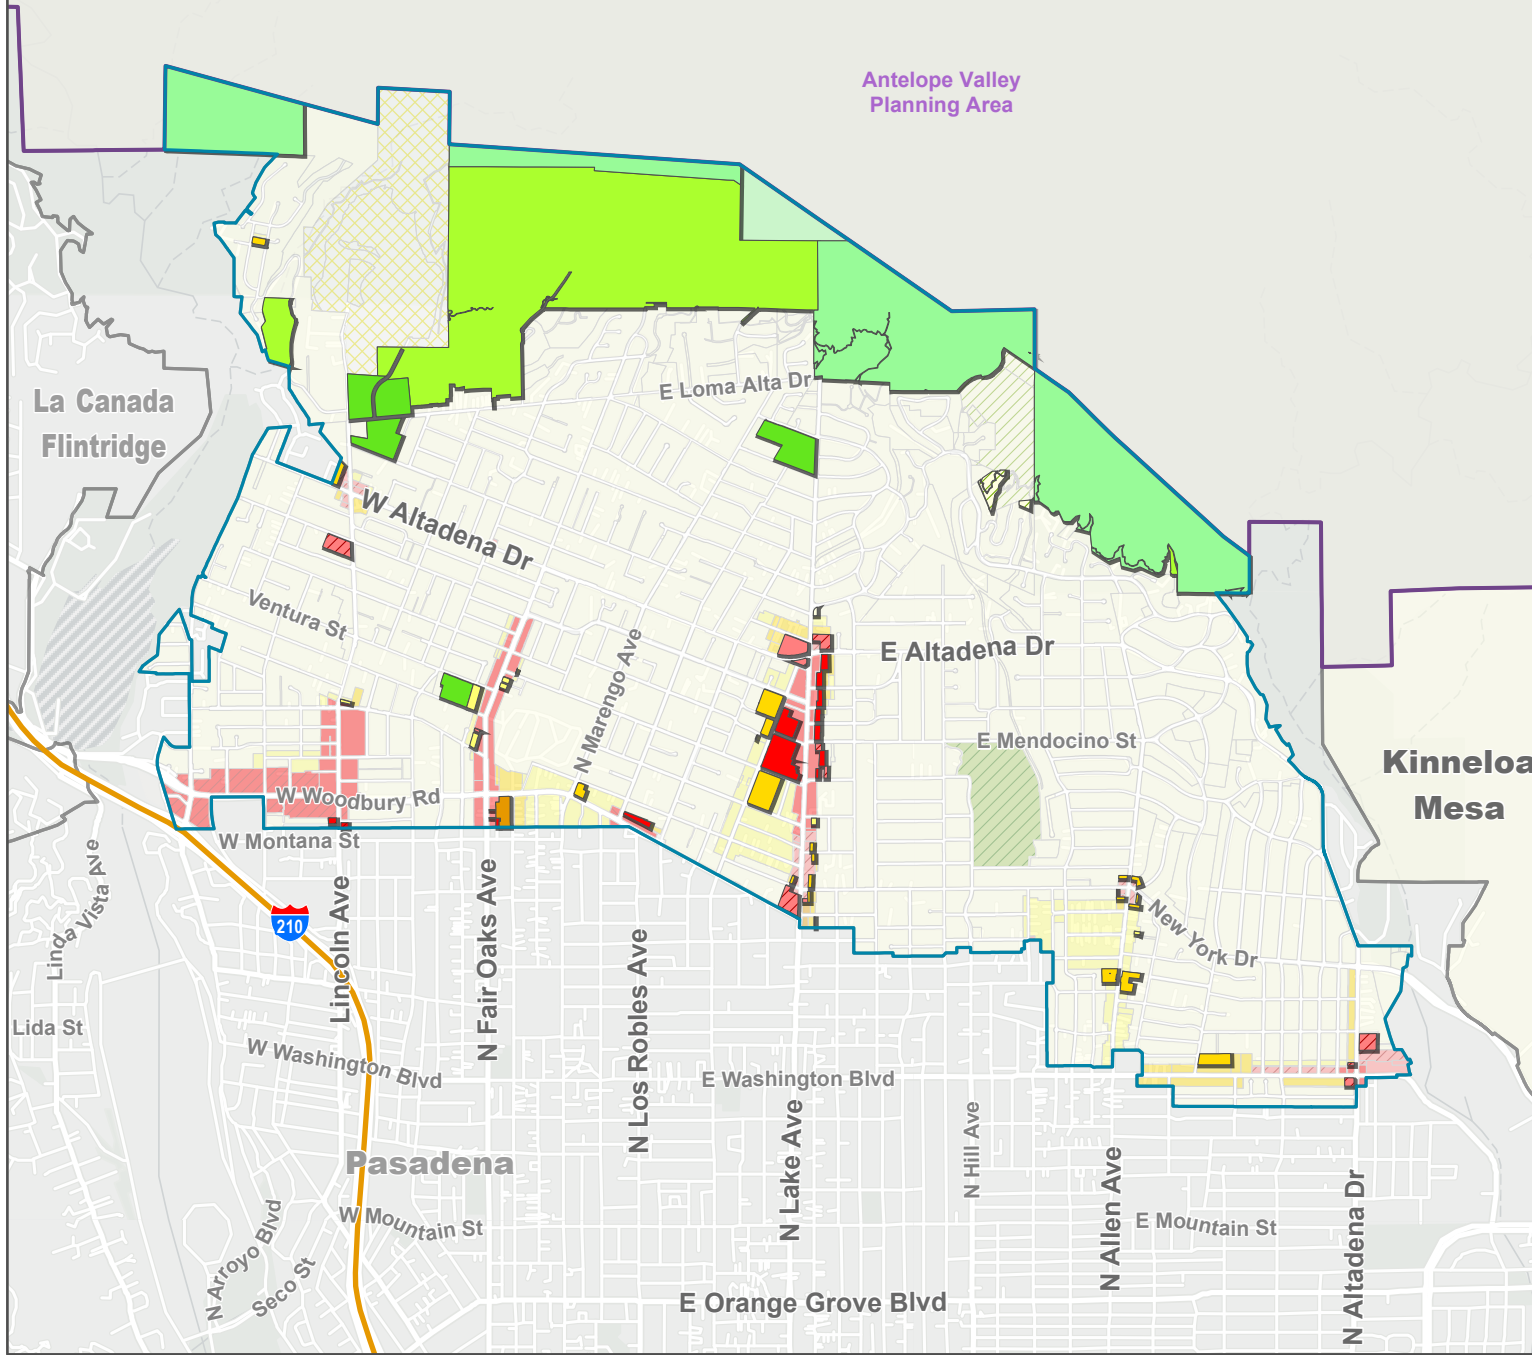 Antelope Valley
Planning Area
La Canada
Flintridge
E Loma Alta Dr
W Altadena Dr
Ventura St
N Marengo Ave
E Altadena Dr
E Mendocino St
Kinneloa
Mesa
W Woodbury Rd
W Montana St
Linda Vista Ave
210
Lincoln Ave
N Fair Oaks Ave
N Los Robles Ave
New York Dr
Lida St
W Washington Blvd
E Washington Blvd
N Lake Ave
N Hill Ave
N Allen Ave
N Altadena Dr
Pasadena
W Mountain St
E Mountain St
N Arroyo Blvd
Seco St
E Orange Grove Blvd